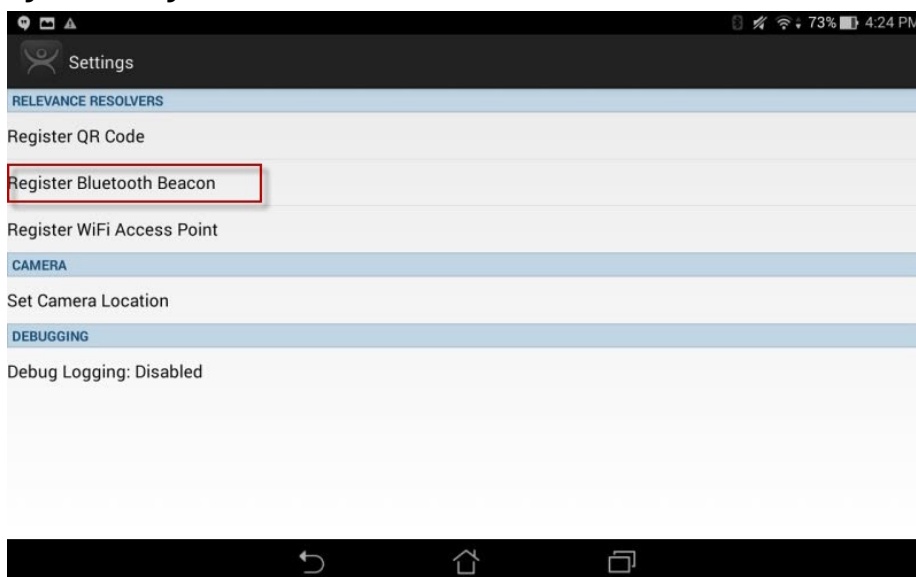 73% 4:24 PM
Settings
RELEVANCE RESOLVERS
Register QR Code
Register Bluetooth Beacon
Register WiFi Access Point
CAMERA
Set Camera Location
DEBUGGING
Debug Logging: Disabled